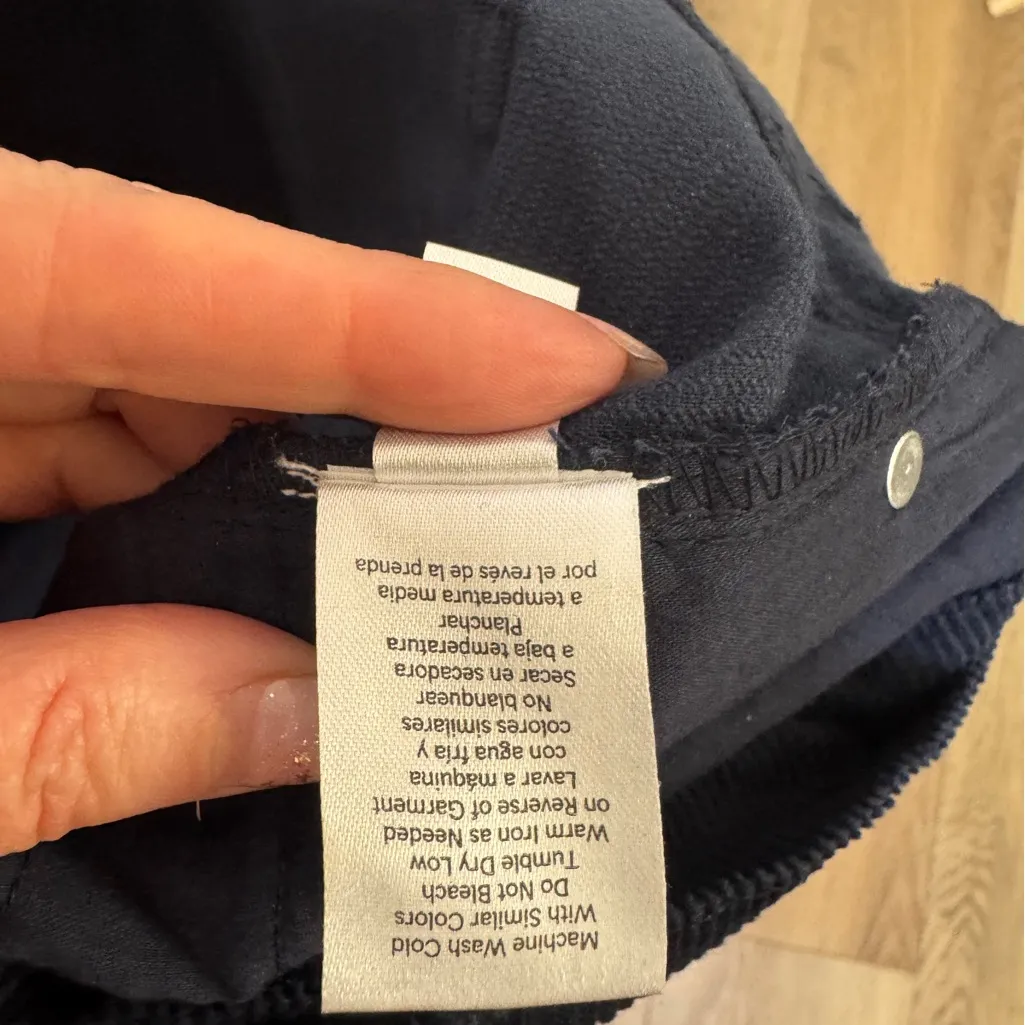 Machine Wash Cold
With Similar Colors
Do Not Bleach
Tumble Dry Low
Warm Iron as Needed
on Reverse of Garment
Lavar a máquina
con agua fría y
colores similares
No blanquear
Secar en secadora
a baja temperatura
Planchar
a temperatura media
por el revés de la prenda